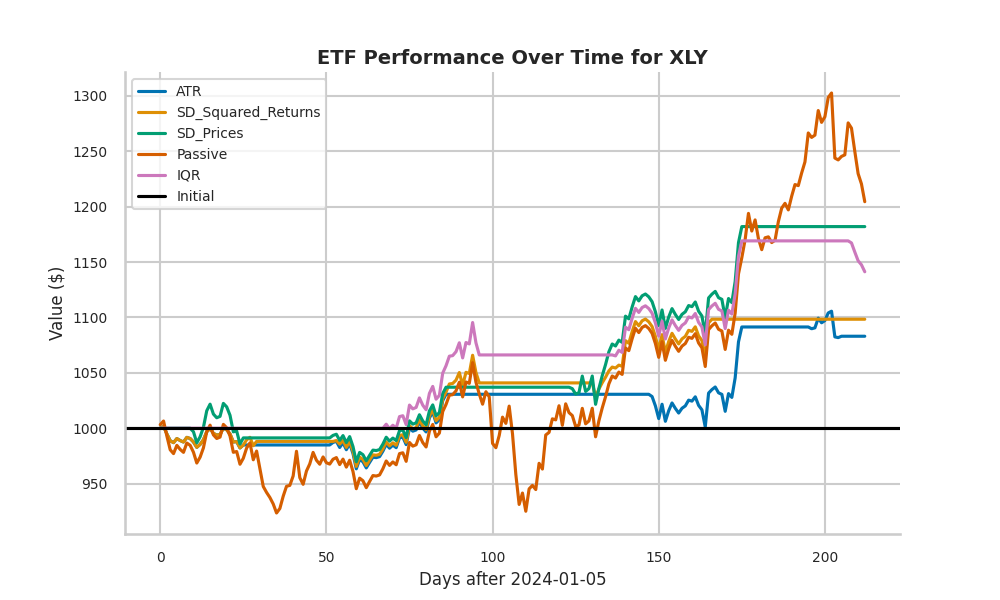 ETF Performance Over Time for XLY
ATR
SD_Squared_Returns
SD_Prices
Passive
IQR
Initial
Value ($)
1300
1250
1200
1150
1100
1050
1000
950
0 50 100 150 200
Days after 2024-01-05